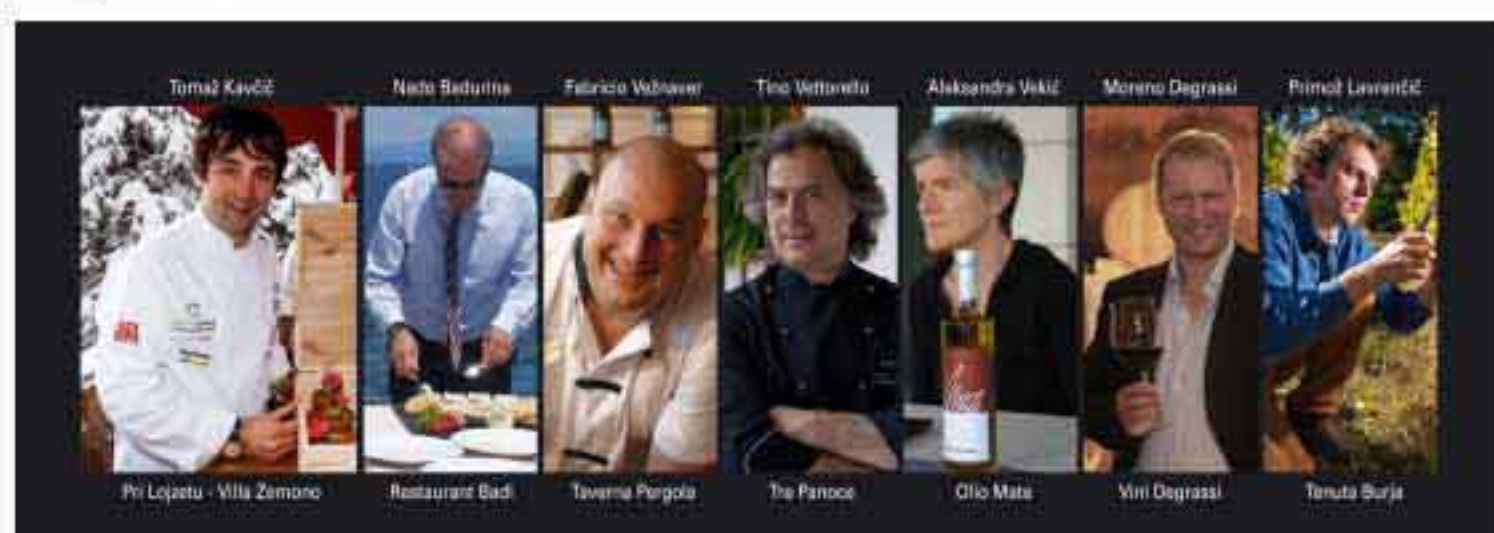 Tomaž Kavčič
Nado Badurina
Fabricio Vežnaver
Tino Vettorello
Aleksandra Vekić
Moreno Degrassi
Primož Lavrenčič
Pri Lojzetu - Villa Zemono
Restaurant Badi
Taverna Pergola
Tre Panoce
Olio Mate
Vini Degrassi
Tenuta Burja